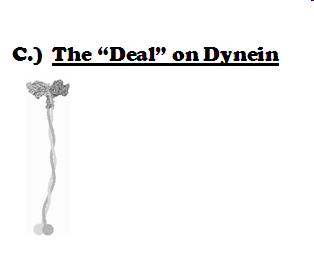 C.) The “Deal” on Dynein